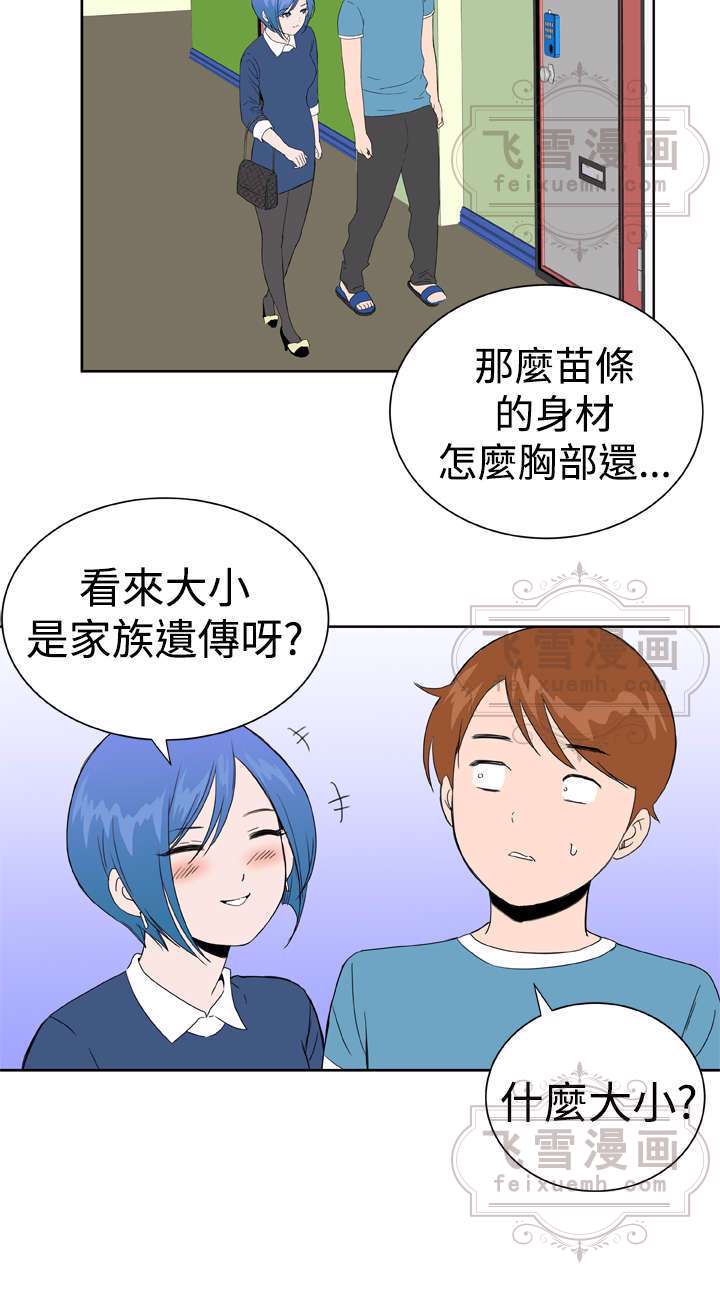 飞雪漫画
feixuemh.com
那麼苗條
的身材
怎麼胸部還...
看來大小
是家族遺傳呀?
飞雪漫画
feixuemh.com
什麼大小?
飞雪漫画
feixuemh.com